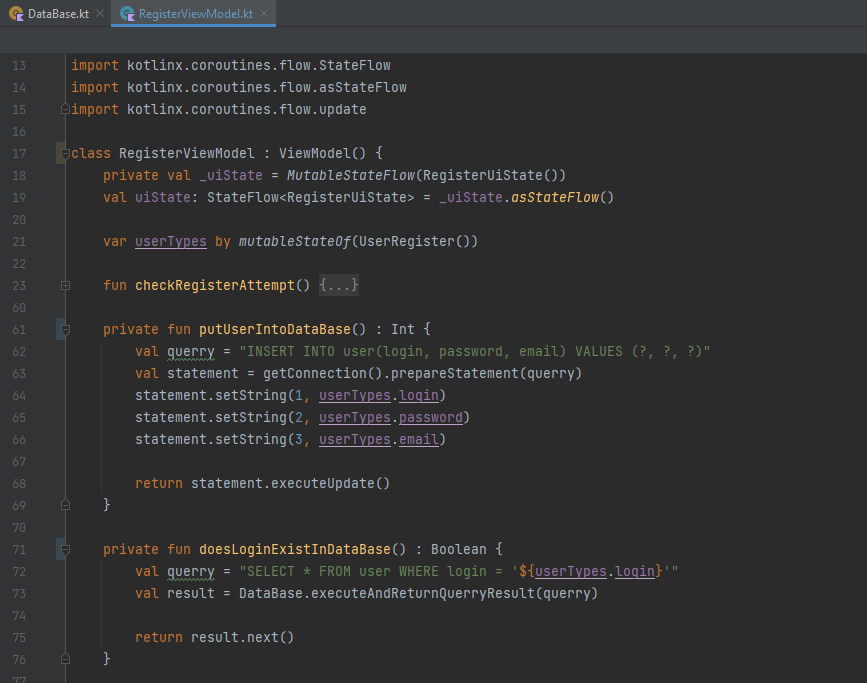 DataBase.kt RegisterViewModel.kt
13 import kotlinx.coroutines.flow.StateFlow
14 import kotlinx.coroutines.flow.asStateFlow
15 import kotlinx.coroutines.flow.update
16
17 class RegisterViewModel : ViewModel() {
18     private val _uiState = MutableStateFlow(RegisterUiState())
19     val uiState: StateFlow<RegisterUiState> = _uiState.asStateFlow()
20
21     var userTypes by mutableStateOf(UserRegister())
22
23     fun checkRegisterAttempt() {...}
60
61     private fun putUserIntoDataBase() : Int {
62         val querry = "INSERT INTO user(login, password, email) VALUES (?, ?, ?)"
63         val statement = getConnection().prepareStatement(querry)
64         statement.setString(1, userTypes.login)
65         statement.setString(2, userTypes.password)
66         statement.setString(3, userTypes.email)
67
68         return statement.executeUpdate()
69     }
70
71     private fun doesLoginExistInDataBase() : Boolean {
72         val querry = "SELECT * FROM user WHERE login = '${userTypes.login}'"
73         val result = DataBase.executeAndReturnQuerryResult(querry)
74
75         return result.next()
76     }
77